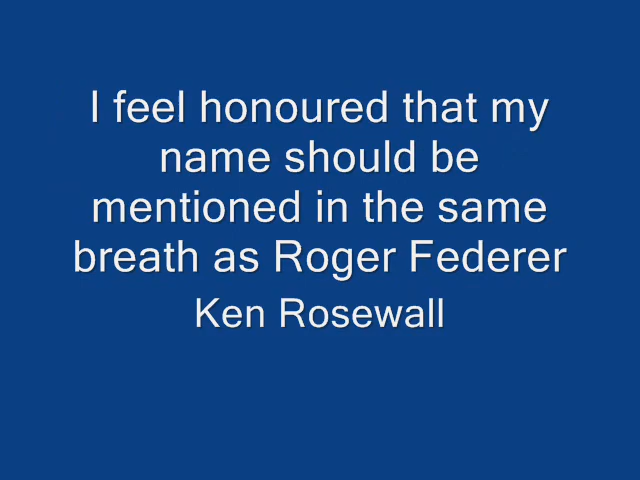 I feel honoured that my
name should be
mentioned in the same
breath as Roger Federer
Ken Rosewall